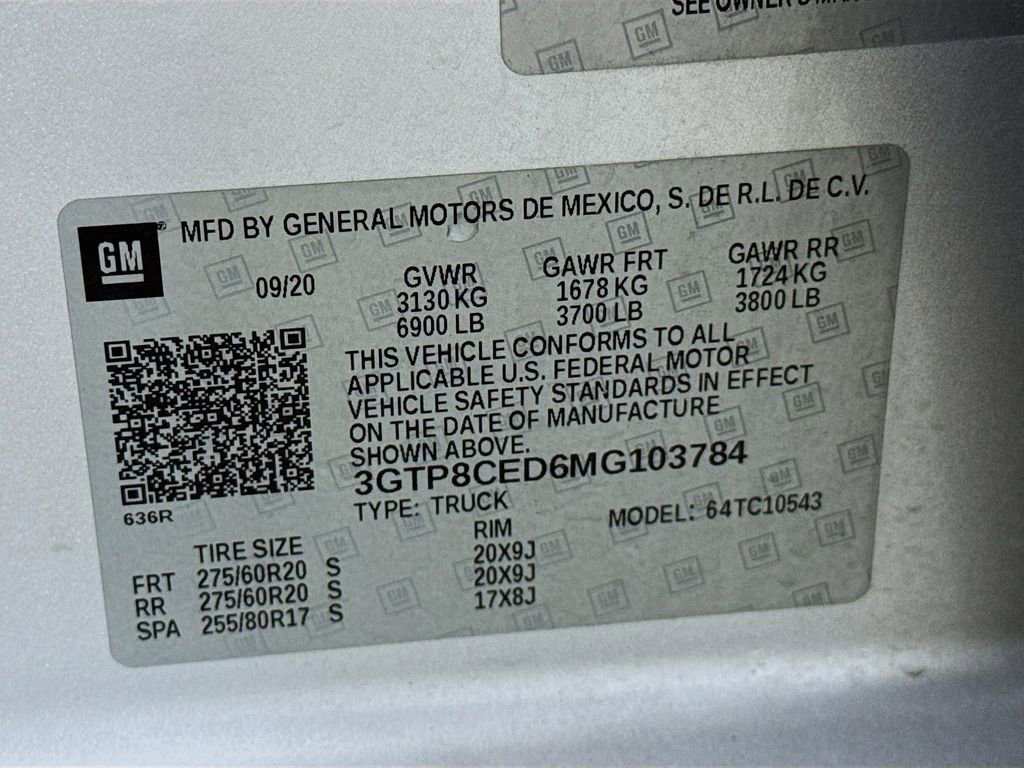 SEE OWNER'S
GM
MFD BY GENERAL MOTORS DE MEXICO, S. DE R.L. DE C.V.
09/20
GVWR GAWR FRT GAWR RR
3130 KG 1678 KG 1724 KG
6900 LB 3700 LB 3800 LB
THIS VEHICLE CONFORMS TO ALL
APPLICABLE U.S. FEDERAL MOTOR
VEHICLE SAFETY STANDARDS IN EFFECT
ON THE DATE OF MANUFACTURE
SHOWN ABOVE.
3GTP8CED6MG103784
636R
TYPE: TRUCK MODEL: 64TC10543
TIRE SIZE RIM
FRT 275/60R20 S 20X9J
RR 275/60R20 S 20X9J
SPA 255/80R17 S 17X8J